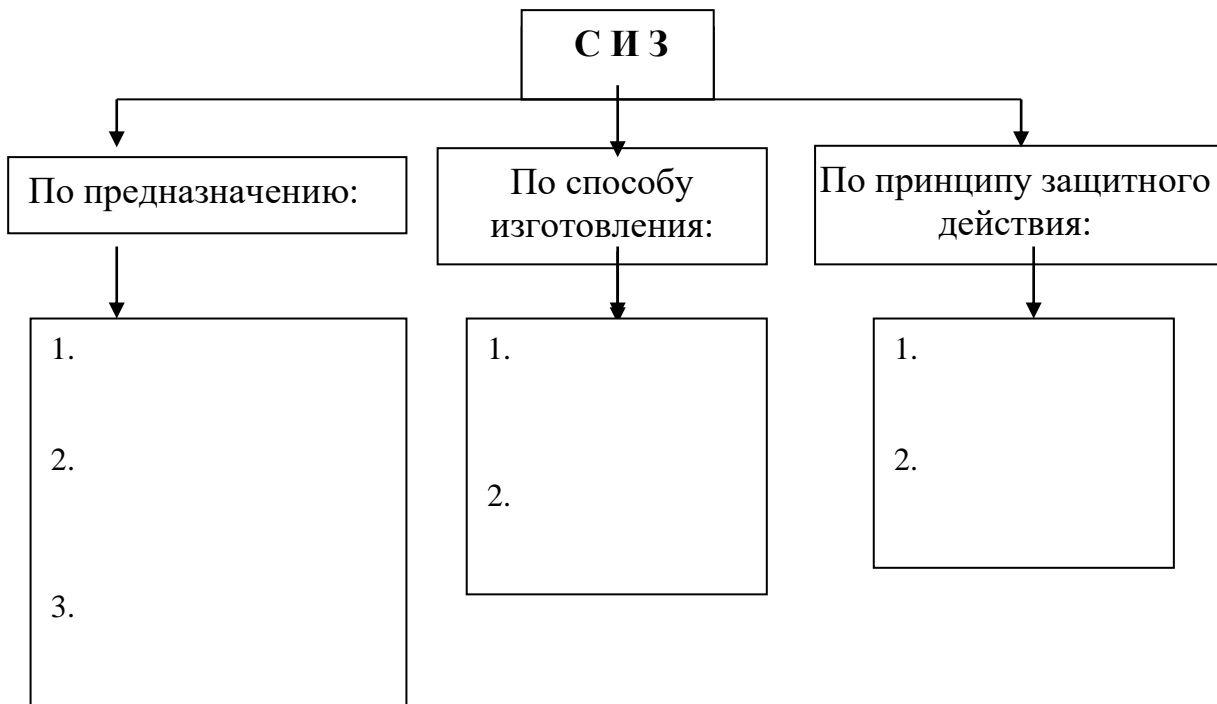 С И З
По предназначению:
По способу
изготовления:
По принципу защитного
действия:
1.
2.
3.
1.
2.
1.
2.